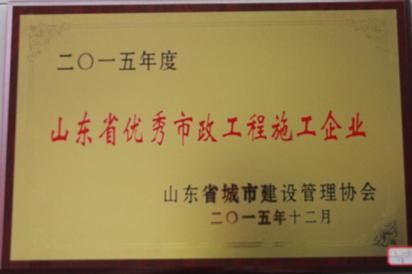 二〇一五年度
山东省优秀市政工程施工企业
山东省城市建设管理协会
二〇一五年十二月